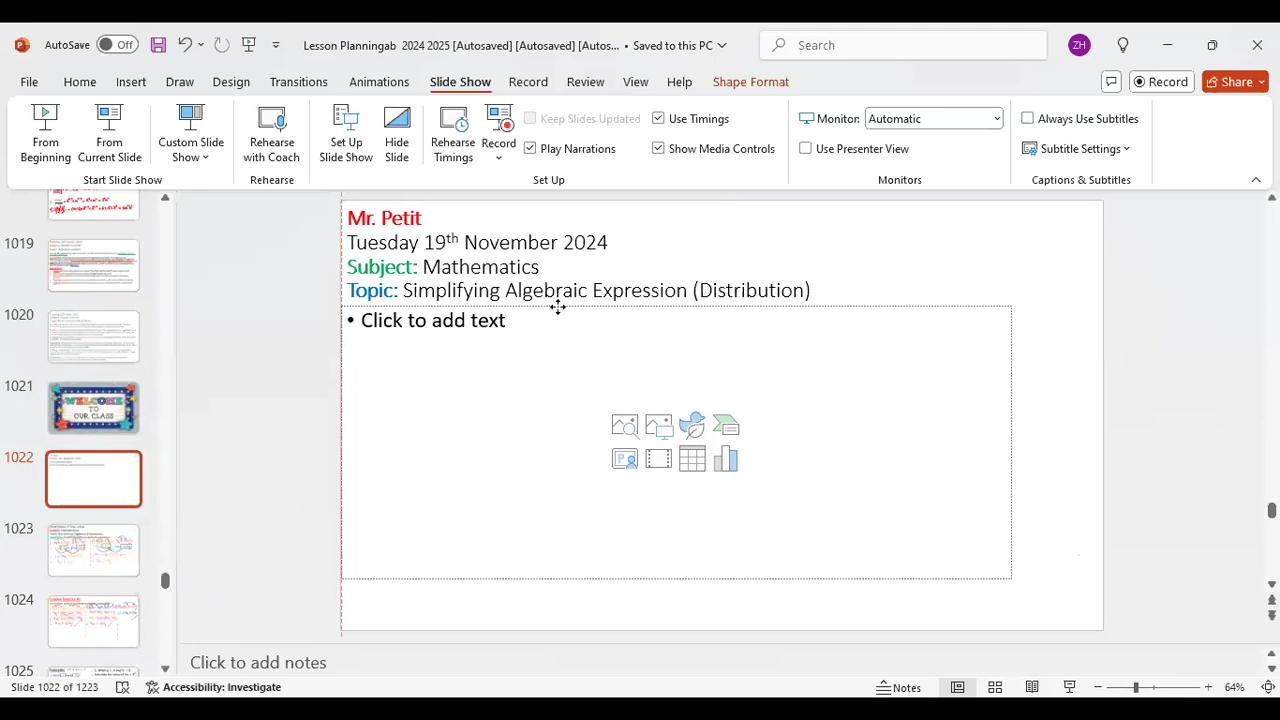 AutoSave Off Lesson Planningab 2024 2025 [Autosaved] [Autosaved] [Autos... • Saved to this PC Search ZH
File Home Insert Draw Design Transitions Animations Slide Show Record Review View Help Shape Format Record Share
From Beginning
From Current Slide
Custom Slide Show
Start Slide Show
Rehearse with Coach
Rehearse
Set Up Slide Show
Hide Slide
Rehearse Timings
Record
Keep Slides Updated
Play Narrations
Use Timings
Show Media Controls
Set Up
Monitor: Automatic
Use Presenter View
Monitors
Always Use Subtitles
Subtitle Settings
Captions & Subtitles
1019
1020
1021
WELCOME
TO
OUR CLASS
1022
1023
1024
1025
Mr. Petit
Tuesday 19th November 2024
Subject: Mathematics
Topic: Simplifying Algebraic Expression (Distribution)
• Click to add text
Click to add notes
Slide 1022 of 1223 Accessibility: Investigate Notes 64%